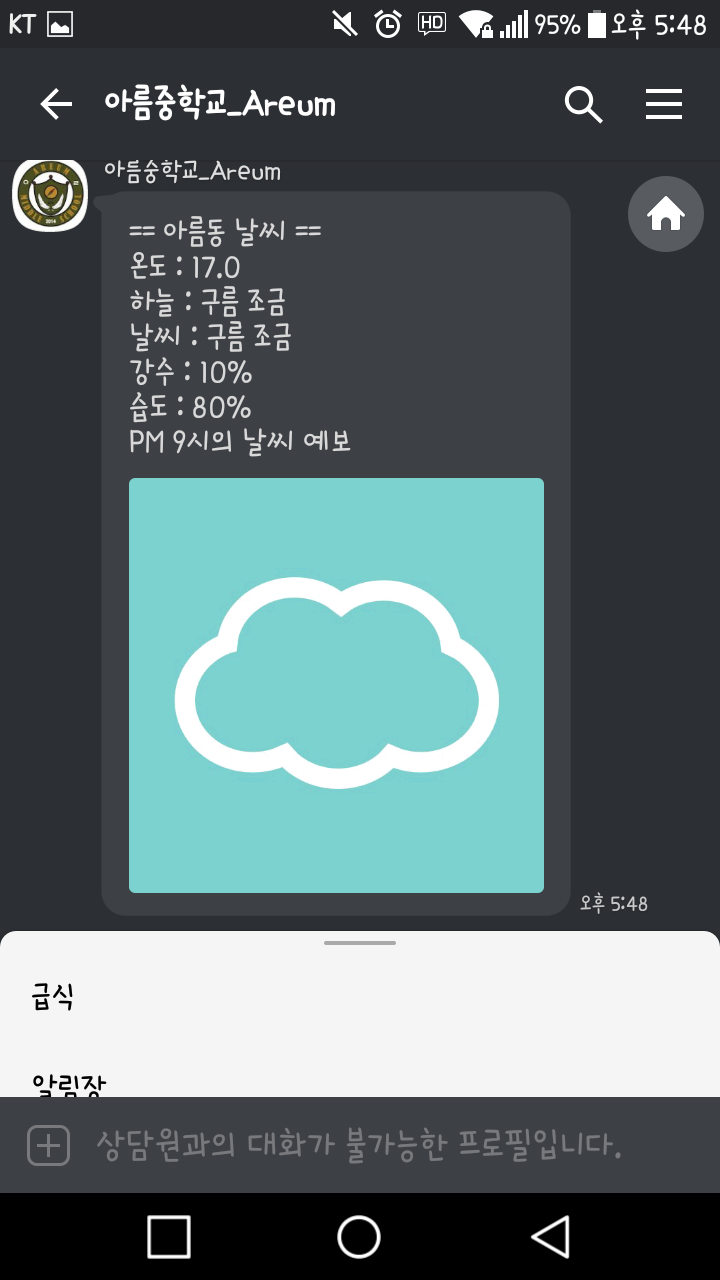 KT HD 95% 오후 5:48
아름중학교_Areum
아름중학교_Areum
AREUM
MIDDLE SCHOOL
== 아름동 날씨 ==
온도 : 17.0
하늘 : 구름 조금
날씨 : 구름 조금
강수 : 10%
습도 : 80%
PM 9시의 날씨 예보
오후 5:48
급식
알림장
상담원과의 대화가 불가능한 프로필입니다.